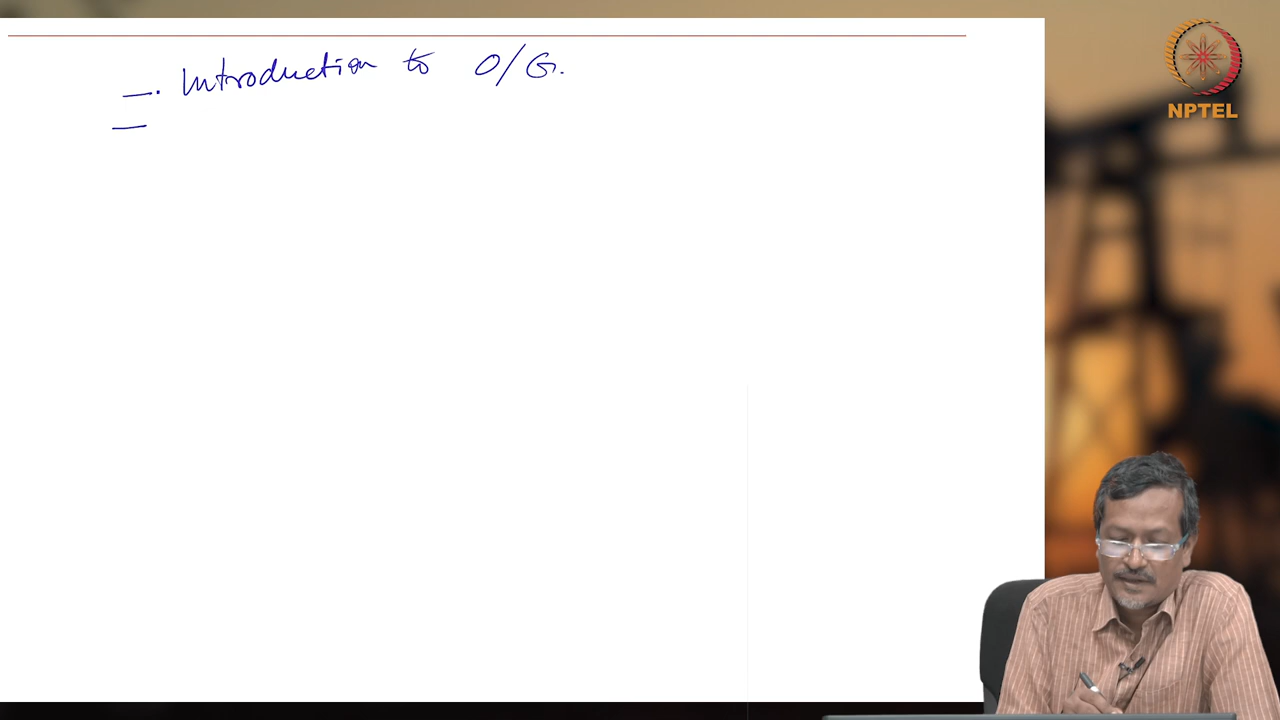 —. Introduction to O/G.
—
NPTEL